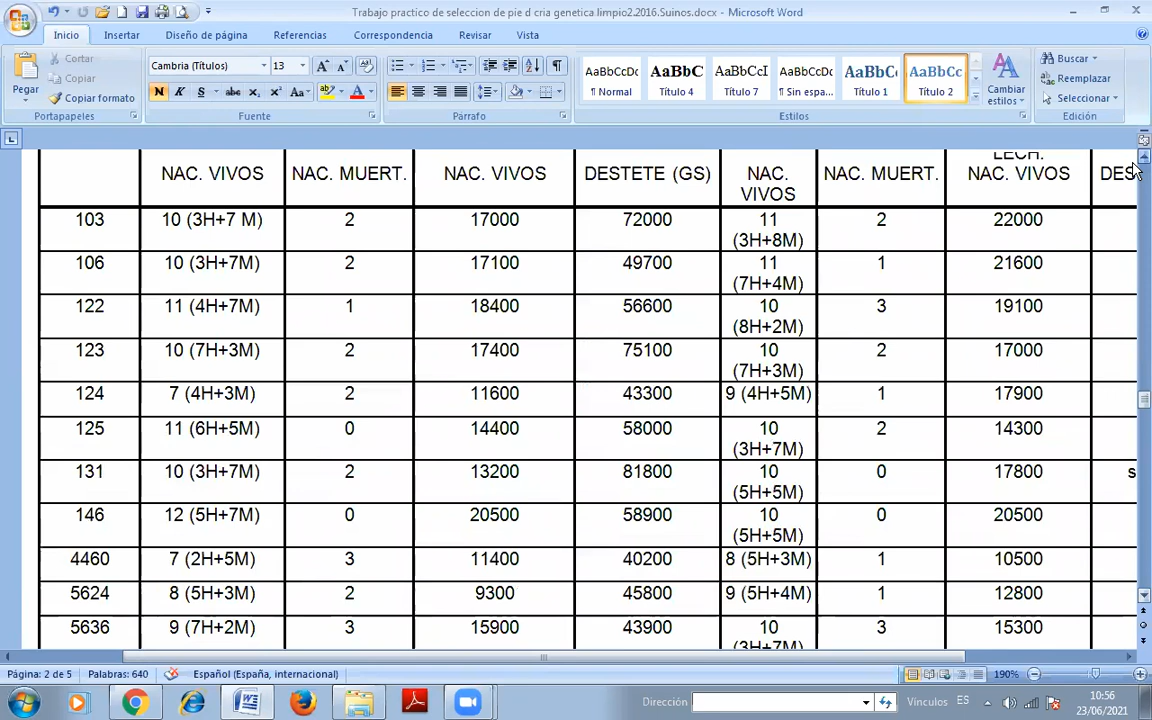 Trabajo practico de seleccion de pie d cria genetica limpio2.2016.Suinos.docx - Microsoft Word
Inicio Insertar Diseño de página Referencias Correspondencia Revisar Vista
Pegar
Cortar
Copiar
Copiar formato
Portapapeles
Cambria (Títulos) 13
N K S abc x₂ x² Aa
Fuente
Párrafo
AaBbCcDc AaBbC AaBbCcI AaBbCcDc AaBbCc AaBbCc
¶ Normal Título 4 Título 7 ¶ Sin espa... Título 1 Título 2
Cambiar estilos
Estilos
Buscar
Reemplazar
Seleccionar
Edición
LECH.
NAC. VIVOS NAC. MUERT. NAC. VIVOS DESTETE (GS) NAC. VIVOS NAC. MUERT. NAC. VIVOS DES
103 10 (3H+7 M) 2 17000 72000 11 (3H+8M) 2 22000
106 10 (3H+7M) 2 17100 49700 11 (7H+4M) 1 21600
122 11 (4H+7M) 1 18400 56600 10 (8H+2M) 3 19100
123 10 (7H+3M) 2 17400 75100 10 (7H+3M) 2 17000
124 7 (4H+3M) 2 11600 43300 9 (4H+5M) 1 17900
125 11 (6H+5M) 0 14400 58000 10 (3H+7M) 2 14300
131 10 (3H+7M) 2 13200 81800 10 (5H+5M) 0 17800 s
146 12 (5H+7M) 0 20500 58900 10 (5H+5M) 0 20500
4460 7 (2H+5M) 3 11400 40200 8 (5H+3M) 1 10500
5624 8 (5H+3M) 2 9300 45800 9 (5H+4M) 1 12800
5636 9 (7H+2M) 3 15900 43900 10 (3H+7M) 3 15300
Página: 2 de 5 Palabras: 640 Español (España, internacional) 190%
Dirección Vínculos ES 10:56
23/06/2021